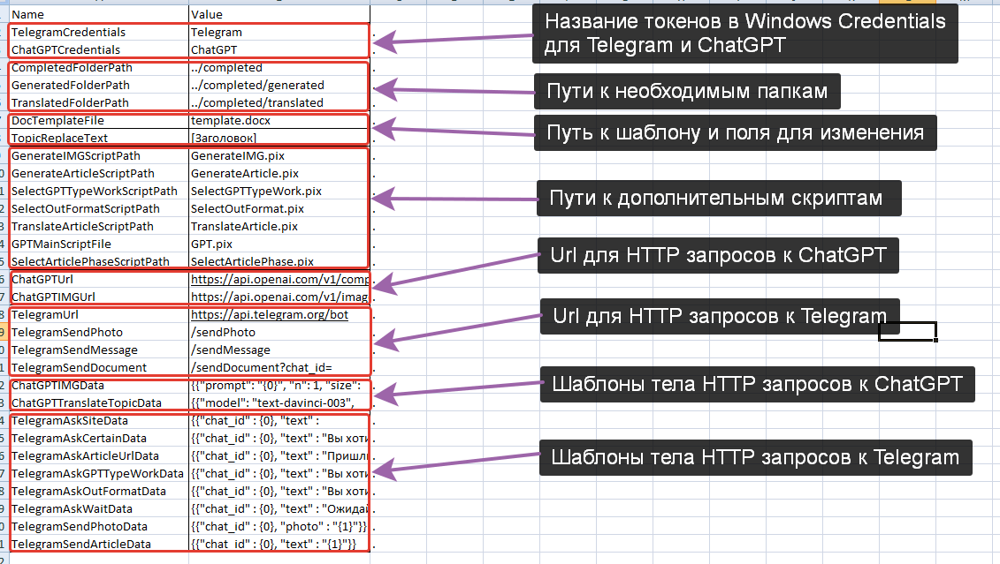 Name Value
TelegramCredentials Telegram
ChatGPTCredentials ChatGPT
Название токенов в Windows Credentials
для Telegram и ChatGPT
CompletedFolderPath ../completed
GeneratedFolderPath ../completed/generated
TranslatedFolderPath ../completed/translated
Пути к необходимым папкам
DocTemplateFile template.docx
TopicReplaceText [Заголовок]
Путь к шаблону и поля для изменения
GenerateIMGScriptPath GenerateIMG.pix
GenerateArticleScriptPath GenerateArticle.pix
SelectGPTTypeWorkScriptPath SelectGPTTypeWork.pix
SelectOutFormatScriptPath SelectOutFormat.pix
TranslateArticleScriptPath TranslateArticle.pix
GPTMainScriptFile GPT.pix
SelectArticlePhaseScriptPath SelectArticlePhase.pix
Пути к дополнительным скриптам
ChatGPTUrl https://api.openai.com/v1/comp
ChatGPTIMGUrl https://api.openai.com/v1/imag
Url для HTTP запросов к ChatGPT
TelegramUrl https://api.telegram.org/bot
TelegramSendPhoto /sendPhoto
TelegramSendMessage /sendMessage
TelegramSendDocument /sendDocument?chat_id=
Url для HTTP запросов к Telegram
ChatGPTIMGData {{"prompt": "{0}", "n": 1, "size":
ChatGPTTranslateTopicData {{"model": "text-davinci-003",
Шаблоны тела HTTP запросов к ChatGPT
TelegramAskSiteData {{"chat_id" : {0}, "text" :
TelegramAskCertainData {{"chat_id" : {0}, "text" : "Вы хоти
TelegramAskArticleUrlData {{"chat_id" : {0}, "text" : "Пришл
TelegramAskGPTTypeWorkData {{"chat_id" : {0}, "text" : "Вы хоти
TelegramAskOutFormatData {{"chat_id" : {0}, "text" : "Вы хоти
TelegramAskWaitData {{"chat_id" : {0}, "text" : "Ожидай
TelegramSendPhotoData {{"chat_id" : {0}, "photo" : "{1}"}}
TelegramSendArticleData {{"chat_id" : {0}, "text" : "{1}"}}
Шаблоны тела HTTP запросов к Telegram